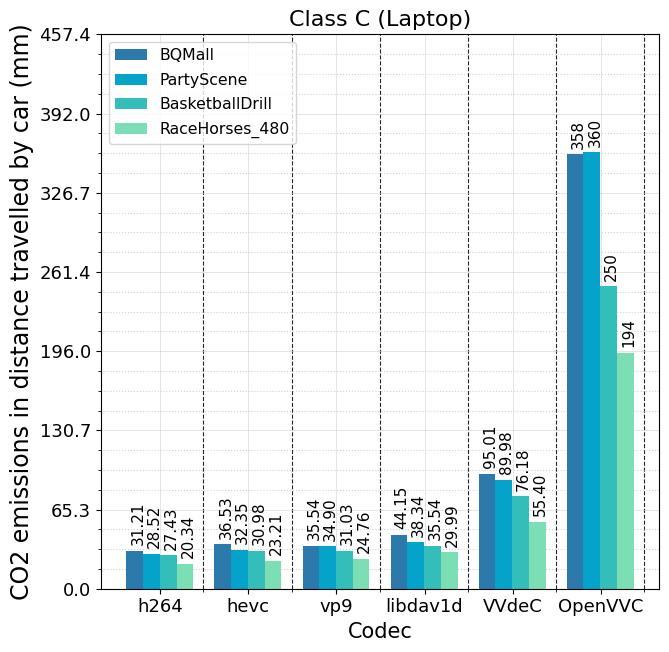 Class C (Laptop)
CO2 emissions in distance travelled by car (mm)
457.4
392.0
326.7
261.4
196.0
130.7
65.3
0.0
BQMall
PartyScene
BasketballDrill
RaceHorses_480
31.21
28.52
27.43
20.34
36.53
32.35
30.98
23.21
35.54
34.90
31.03
24.76
44.15
38.34
35.54
29.99
95.01
89.98
76.18
55.40
358
360
250
194
h264
hevc
vp9
libdav1d
VVdeC
OpenVVC
Codec